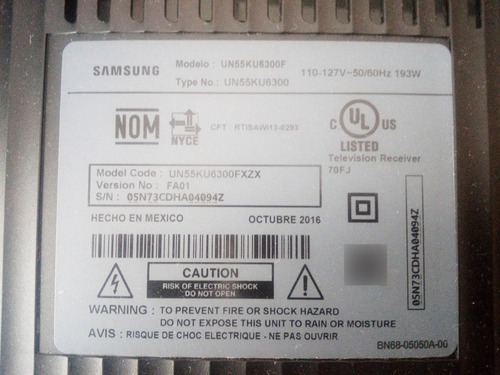 SAMSUNG
Modelo : UN55KU6300F
Type No.: UN55KU6300
110-127V~50/60Hz 193W
NOM
NYCE
CFT : RTISAWI13-0293
C UL US
LISTED
Television Receiver
70FJ
Model Code : UN55KU6300FXZX
Version No : FA01
S/N : 05N73CDHA04094Z
HECHO EN MEXICO
OCTUBRE 2016
05N73CDHA04094Z
CAUTION
RISK OF ELECTRIC SHOCK
DO NOT OPEN
WARNING : TO PREVENT FIRE OR SHOCK HAZARD
DO NOT EXPOSE THIS UNIT TO RAIN OR MOISTURE
AVIS : RISQUE DE CHOC ELECTRIQUE - NE PAS OUVRIR
BN68-05050A-00